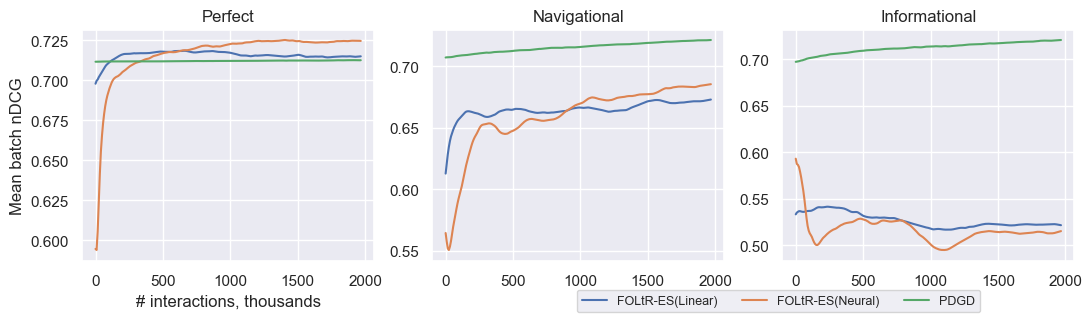 Perfect
Navigational
Informational
Mean batch nDCG
0.725
0.700
0.675
0.650
0.625
0.600
0 500 1000 1500 2000
# interactions, thousands
0.70
0.65
0.60
0.55
0 500 1000 1500 2000
0.70
0.65
0.60
0.55
0.50
0 500 1000 1500 2000
FOLtR-ES(Linear) FOLtR-ES(Neural) PDGD